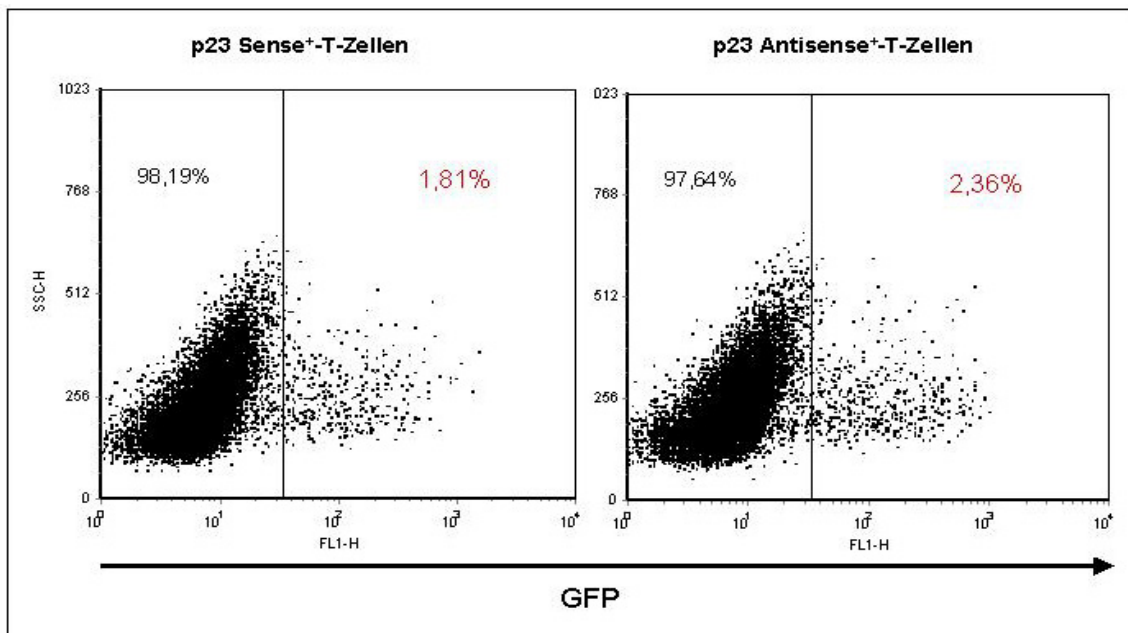 p23 Sense⁺-T-Zellen
1023
98,19%
1,81%
768
SSC-H
512
256
0
10⁰ 10¹ 10² 10³ 10⁴
FL1-H
p23 Antisense⁺-T-Zellen
023
97,64%
2,36%
768
512
256
0
10⁰ 10¹ 10² 10³ 10⁴
FL1-H
GFP